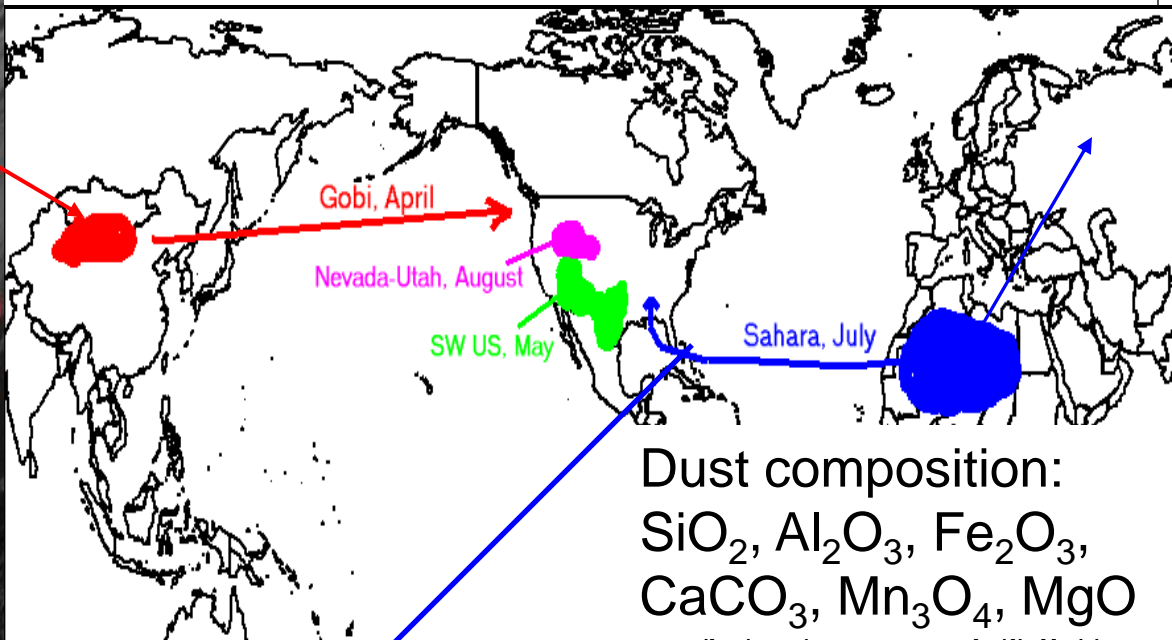 Gobi, April
Nevada-Utah, August
SW US, May
Sahara, July
Dust composition:
SiO₂, Al₂O₃, Fe₂O₃,
CaCO₃, Mn₃O₄, MgO